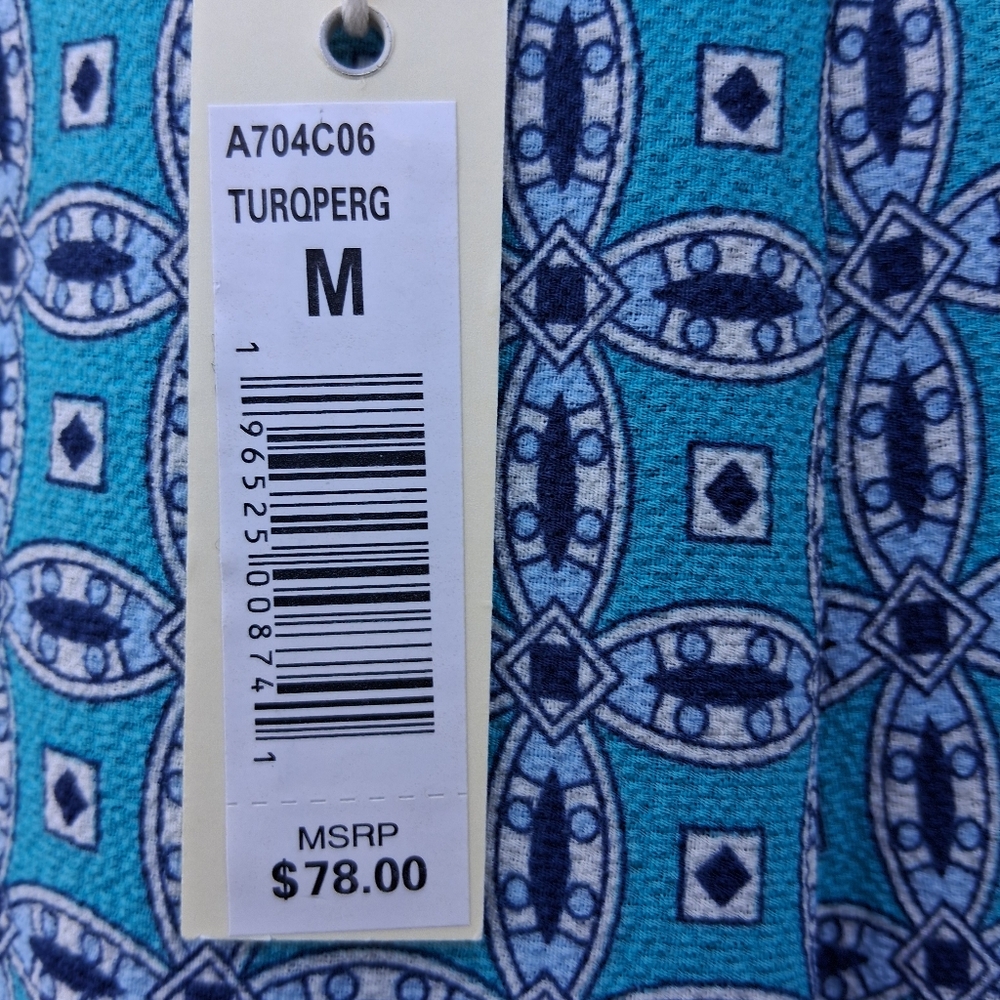 A704C06
TURQPERG
M
1 96525 00874 1
MSRP
$78.00